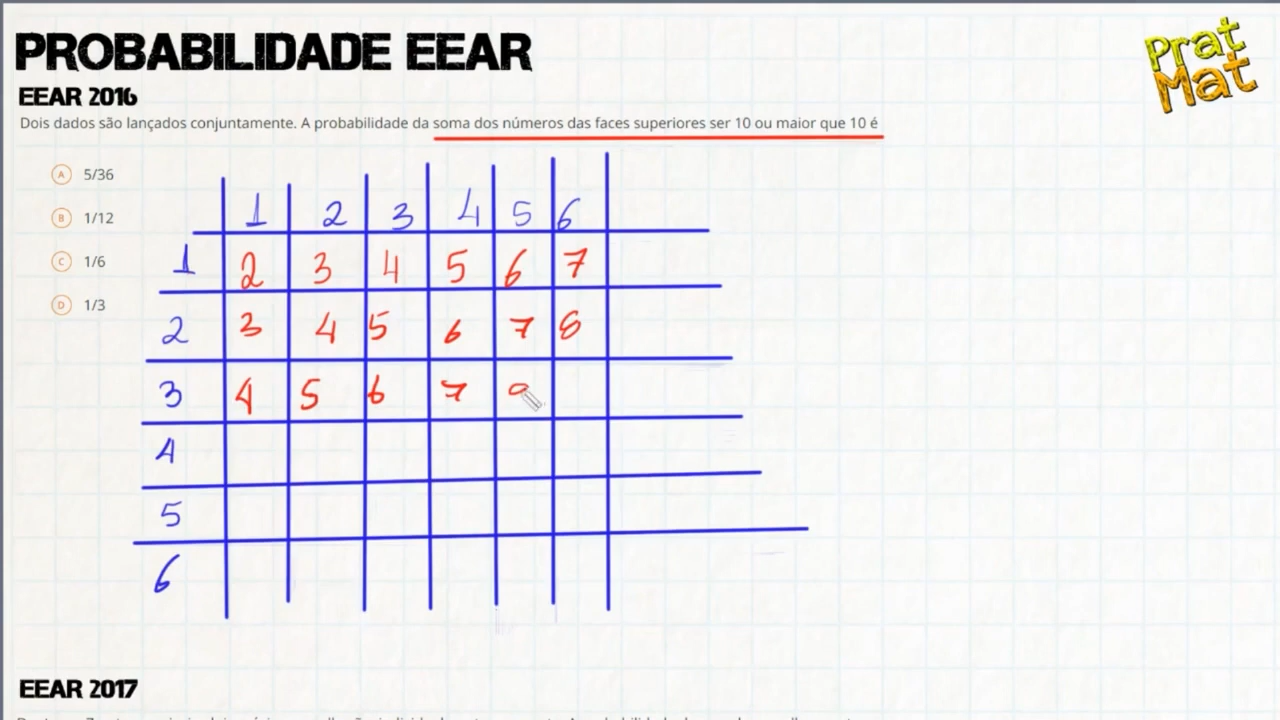 PROBABILIDADE EEAR
Prat
Mat
EEAR 2016
Dois dados são lançados conjuntamente. A probabilidade da soma dos números das faces superiores ser 10 ou maior que 10 é
A 5/36
B 1/12
C 1/6
D 1/3
1 2 3 4 5 6
1 2 3 4 5 6 7
2 3 4 5 6 7 8
3 4 5 6 7
4
5
6
EEAR 2017